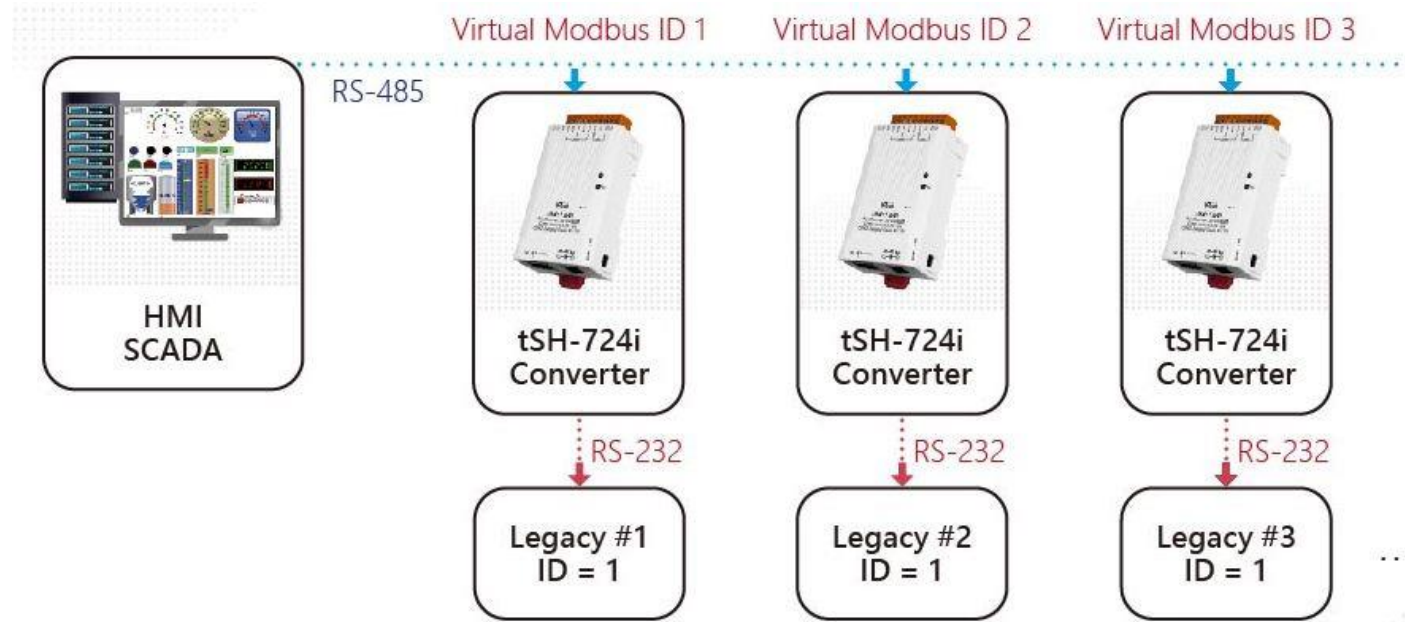 Virtual Modbus ID 1
Virtual Modbus ID 2
Virtual Modbus ID 3
RS-485
HMI
SCADA
tSH-724i
Converter
tSH-724i
Converter
tSH-724i
Converter
RS-232
RS-232
RS-232
Legacy #1
ID = 1
Legacy #2
ID = 1
Legacy #3
ID = 1
..